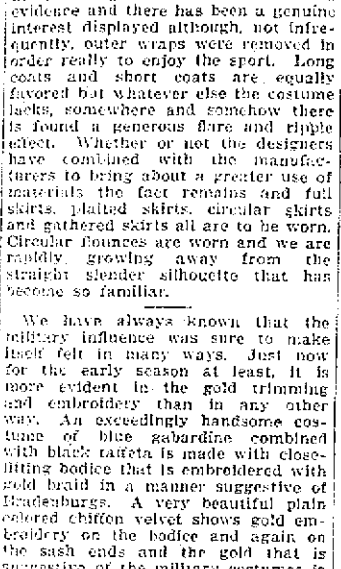 evidence and there has been a genuine
interest displayed although, not infre-
quently, outer wraps were removed in
order really to enjoy the sport. Long
coats and short coats are equally
favored but whatever else the costume
lacks, somewhere and somehow there
is found a generous flare and ripple
effect. Whether or not the designers
have combined with the manufac-
turers to bring about a greater use of
materials the fact remains and full
skirts, plaited skirts, circular skirts
and gathered skirts all are to be worn.
Circular flounces are worn and we are
rapidly growing away from the
straight slender silhouette that has
become so familiar.
We have always known that the
military influence was sure to make
itself felt in many ways. Just now
for the early season at least, it is
more evident in the gold trimming
and embroidery than in any other
way. An exceedingly handsome cos-
tume of blue gabardine combined
with black taffeta is made with close-
fitting bodice that is embroidered with
gold braid in a manner suggestive of
Bradenburgs. A very beautiful plain
colored chiffon velvet shows gold em-
broidery on the bodice and again on
the sash ends and the gold that is
suggestive of the military costumes is